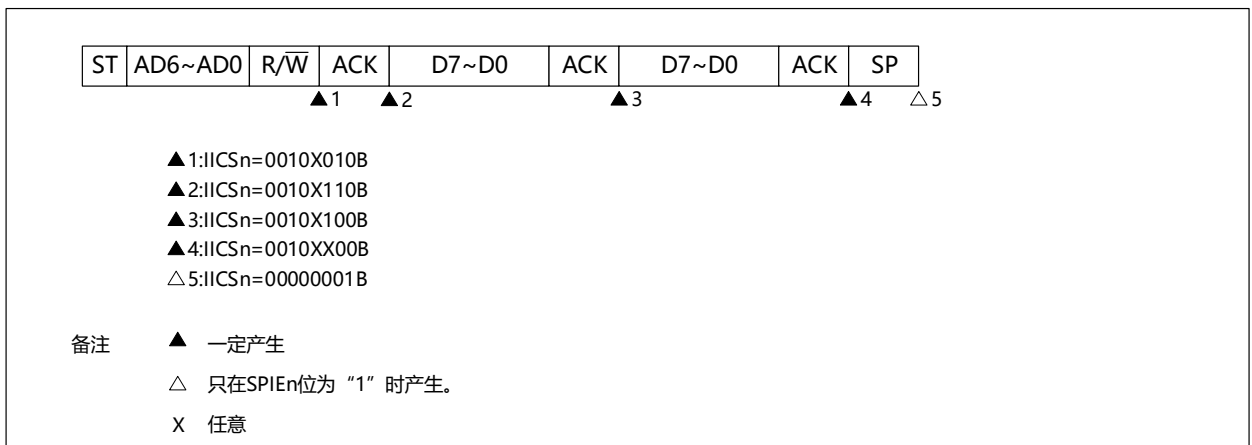 ST AD6~AD0 R/W̅ ACK D7~D0 ACK D7~D0 ACK SP
▲1 ▲2 ▲3 ▲4 △5
▲1:IICSn=0010X010B
▲2:IICSn=0010X110B
▲3:IICSn=0010X100B
▲4:IICSn=0010XX00B
△5:IICSn=00000001B
备注 ▲ 一定产生
△ 只在SPIEn位为“1”时产生。
X 任意